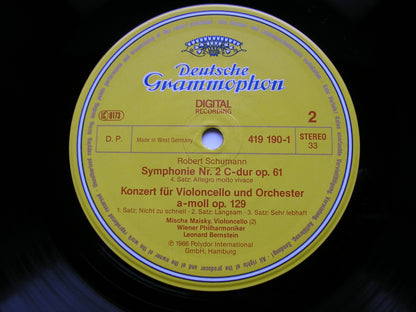 Deutsche
Grammophon
DIGITAL
RECORDING
LC 0173
2
D. P.
Made in West Germany
419 190-1
STEREO
33
Robert Schumann
Symphonie Nr. 2 C-dur op. 61
4. Satz: Allegro molto vivace
Konzert für Violoncello und Orchester
a-moll op. 129
1. Satz: Nicht zu schnell - 2. Satz: Langsam - 3. Satz: Sehr lebhaft
Mischa Maisky, Violoncello (2)
Wiener Philharmoniker
Leonard Bernstein
℗ 1986 Polydor International
GmbH, Hamburg